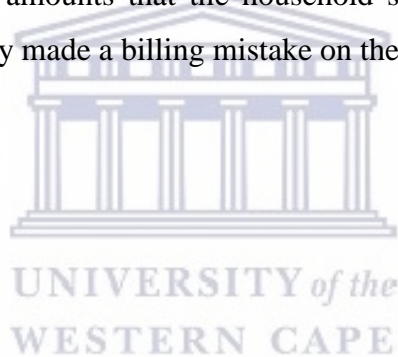 amounts that the household s
y made a billing mistake on the
UNIVERSITY of the
WESTERN CAPE